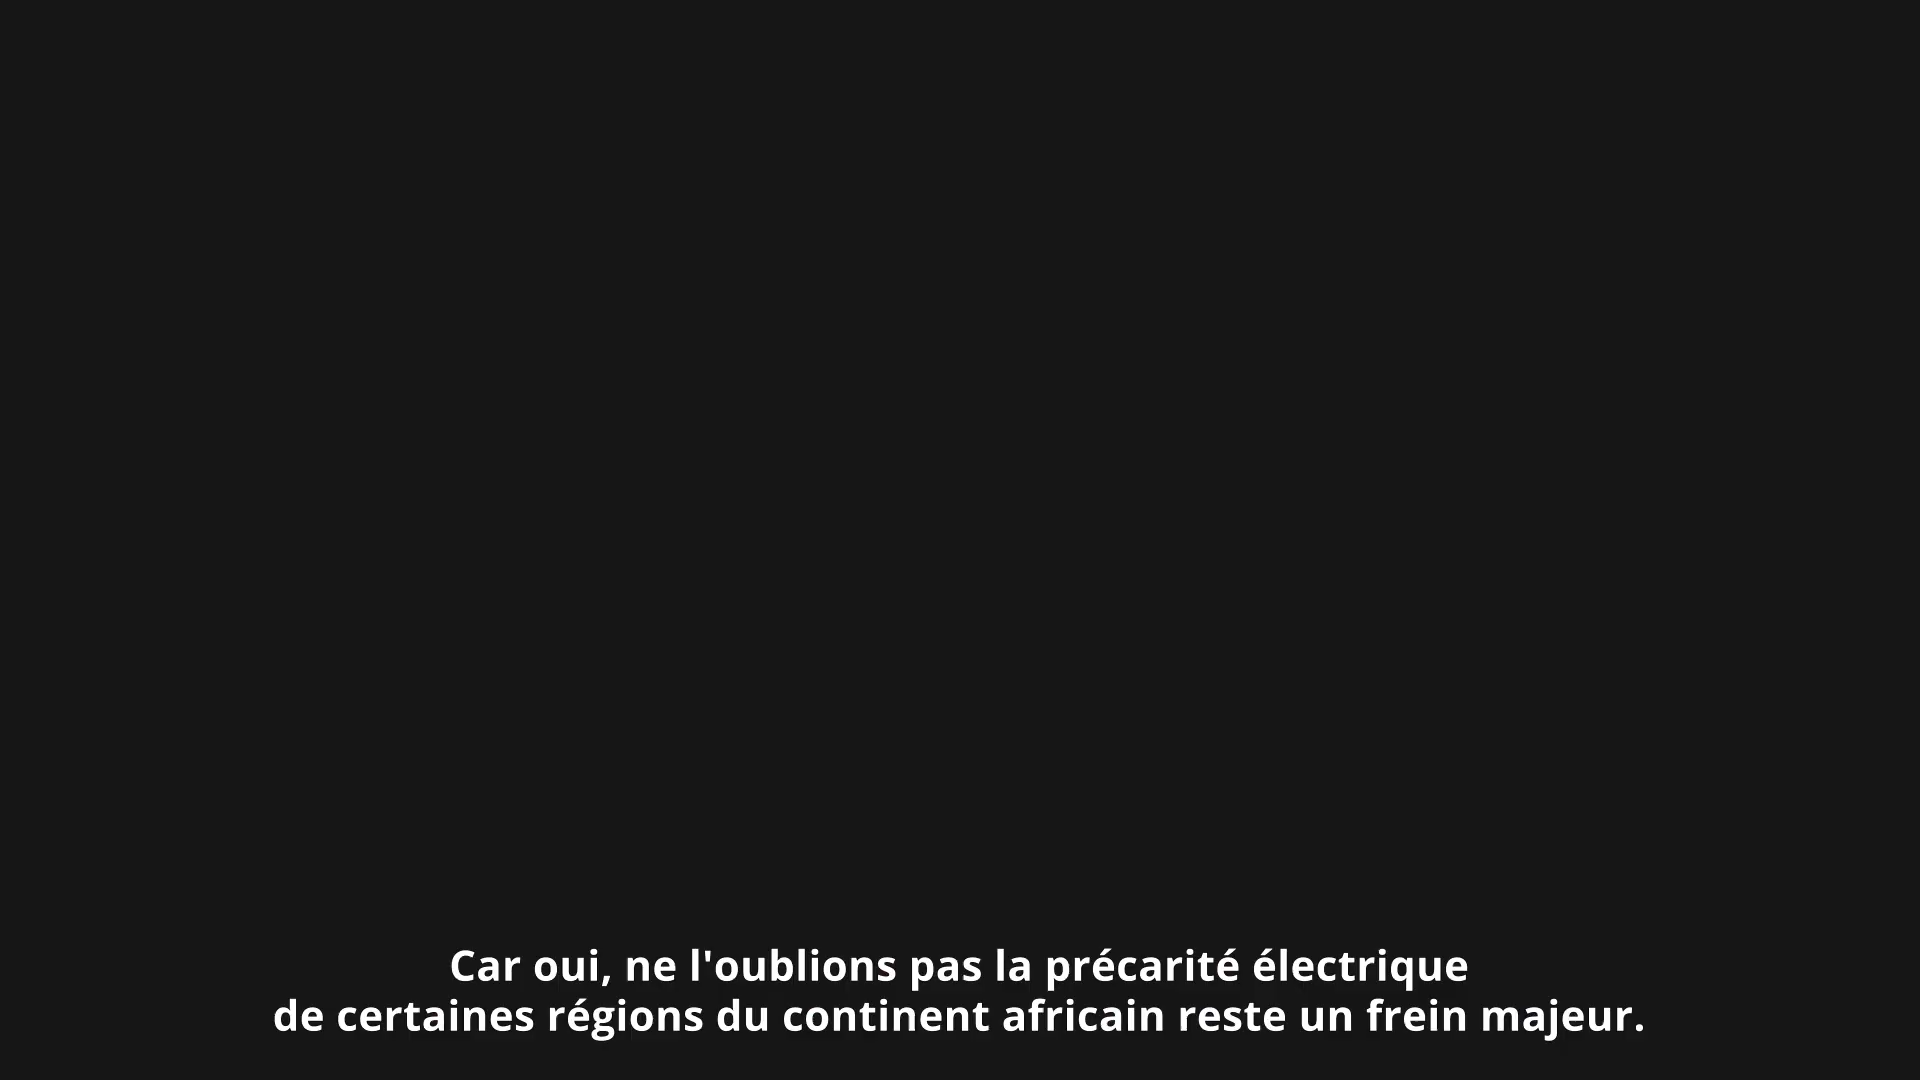 Car oui, ne l'oublions pas la précarité électrique
de certaines régions du continent africain reste un frein majeur.